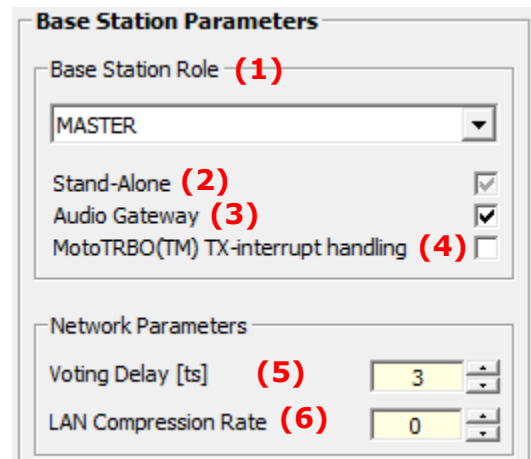 Base Station Parameters
Base Station Role (1)
MASTER
Stand-Alone (2)
Audio Gateway (3)
MotoTRBO(TM) TX-interrupt handling (4)
Network Parameters
Voting Delay [ts] (5) 3
LAN Compression Rate (6) 0